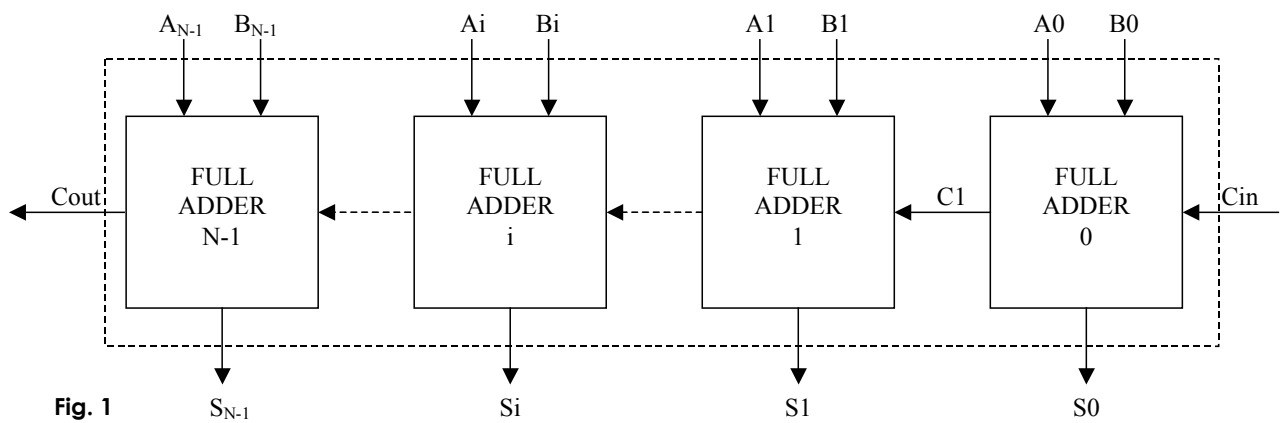 A_{N-1} B_{N-1} Ai Bi A1 B1 A0 B0
FULL ADDER N-1
FULL ADDER i
FULL ADDER 1
FULL ADDER 0
Cout C1 Cin
S_{N-1} Si S1 S0
Fig. 1